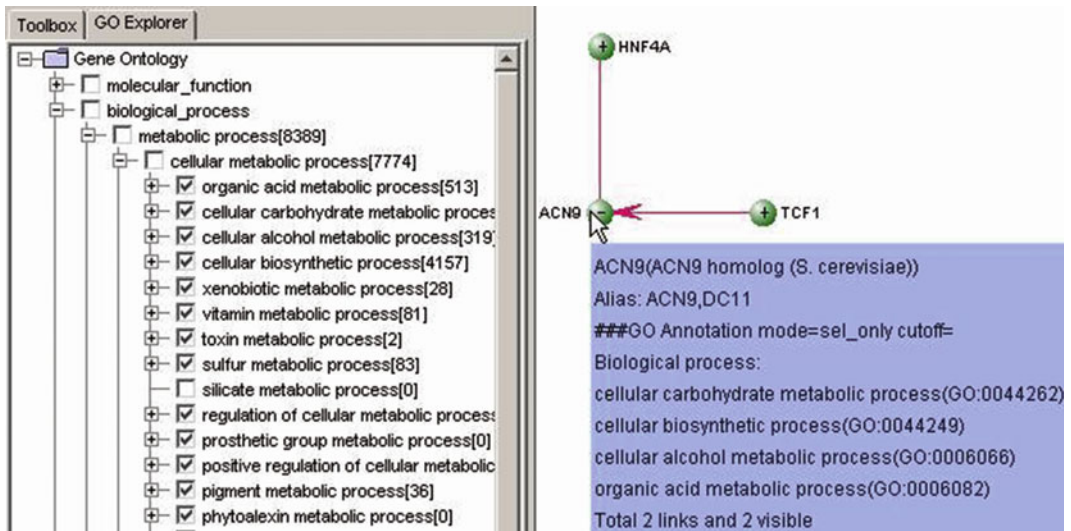 Toolbox GO Explorer
Gene Ontology
molecular_function
biological_process
metabolic process[8389]
cellular metabolic process[7774]
organic acid metabolic process[513]
cellular carbohydrate metabolic proces
cellular alcohol metabolic process[319]
cellular biosynthetic process[4157]
xenobiotic metabolic process[28]
vitamin metabolic process[81]
toxin metabolic process[2]
sulfur metabolic process[83]
silicate metabolic process[0]
regulation of cellular metabolic process
prosthetic group metabolic process[0]
positive regulation of cellular metabolic
pigment metabolic process[36]
phytoalexin metabolic process[0]
HNF4A
ACN9
TCF1
ACN9(ACN9 homolog (S. cerevisiae))
Alias: ACN9,DC11
###GO Annotation mode=sel_only cutoff=
Biological process:
cellular carbohydrate metabolic process(GO:0044262)
cellular biosynthetic process(GO:0044249)
cellular alcohol metabolic process(GO:0006066)
organic acid metabolic process(GO:0006082)
Total 2 links and 2 visible